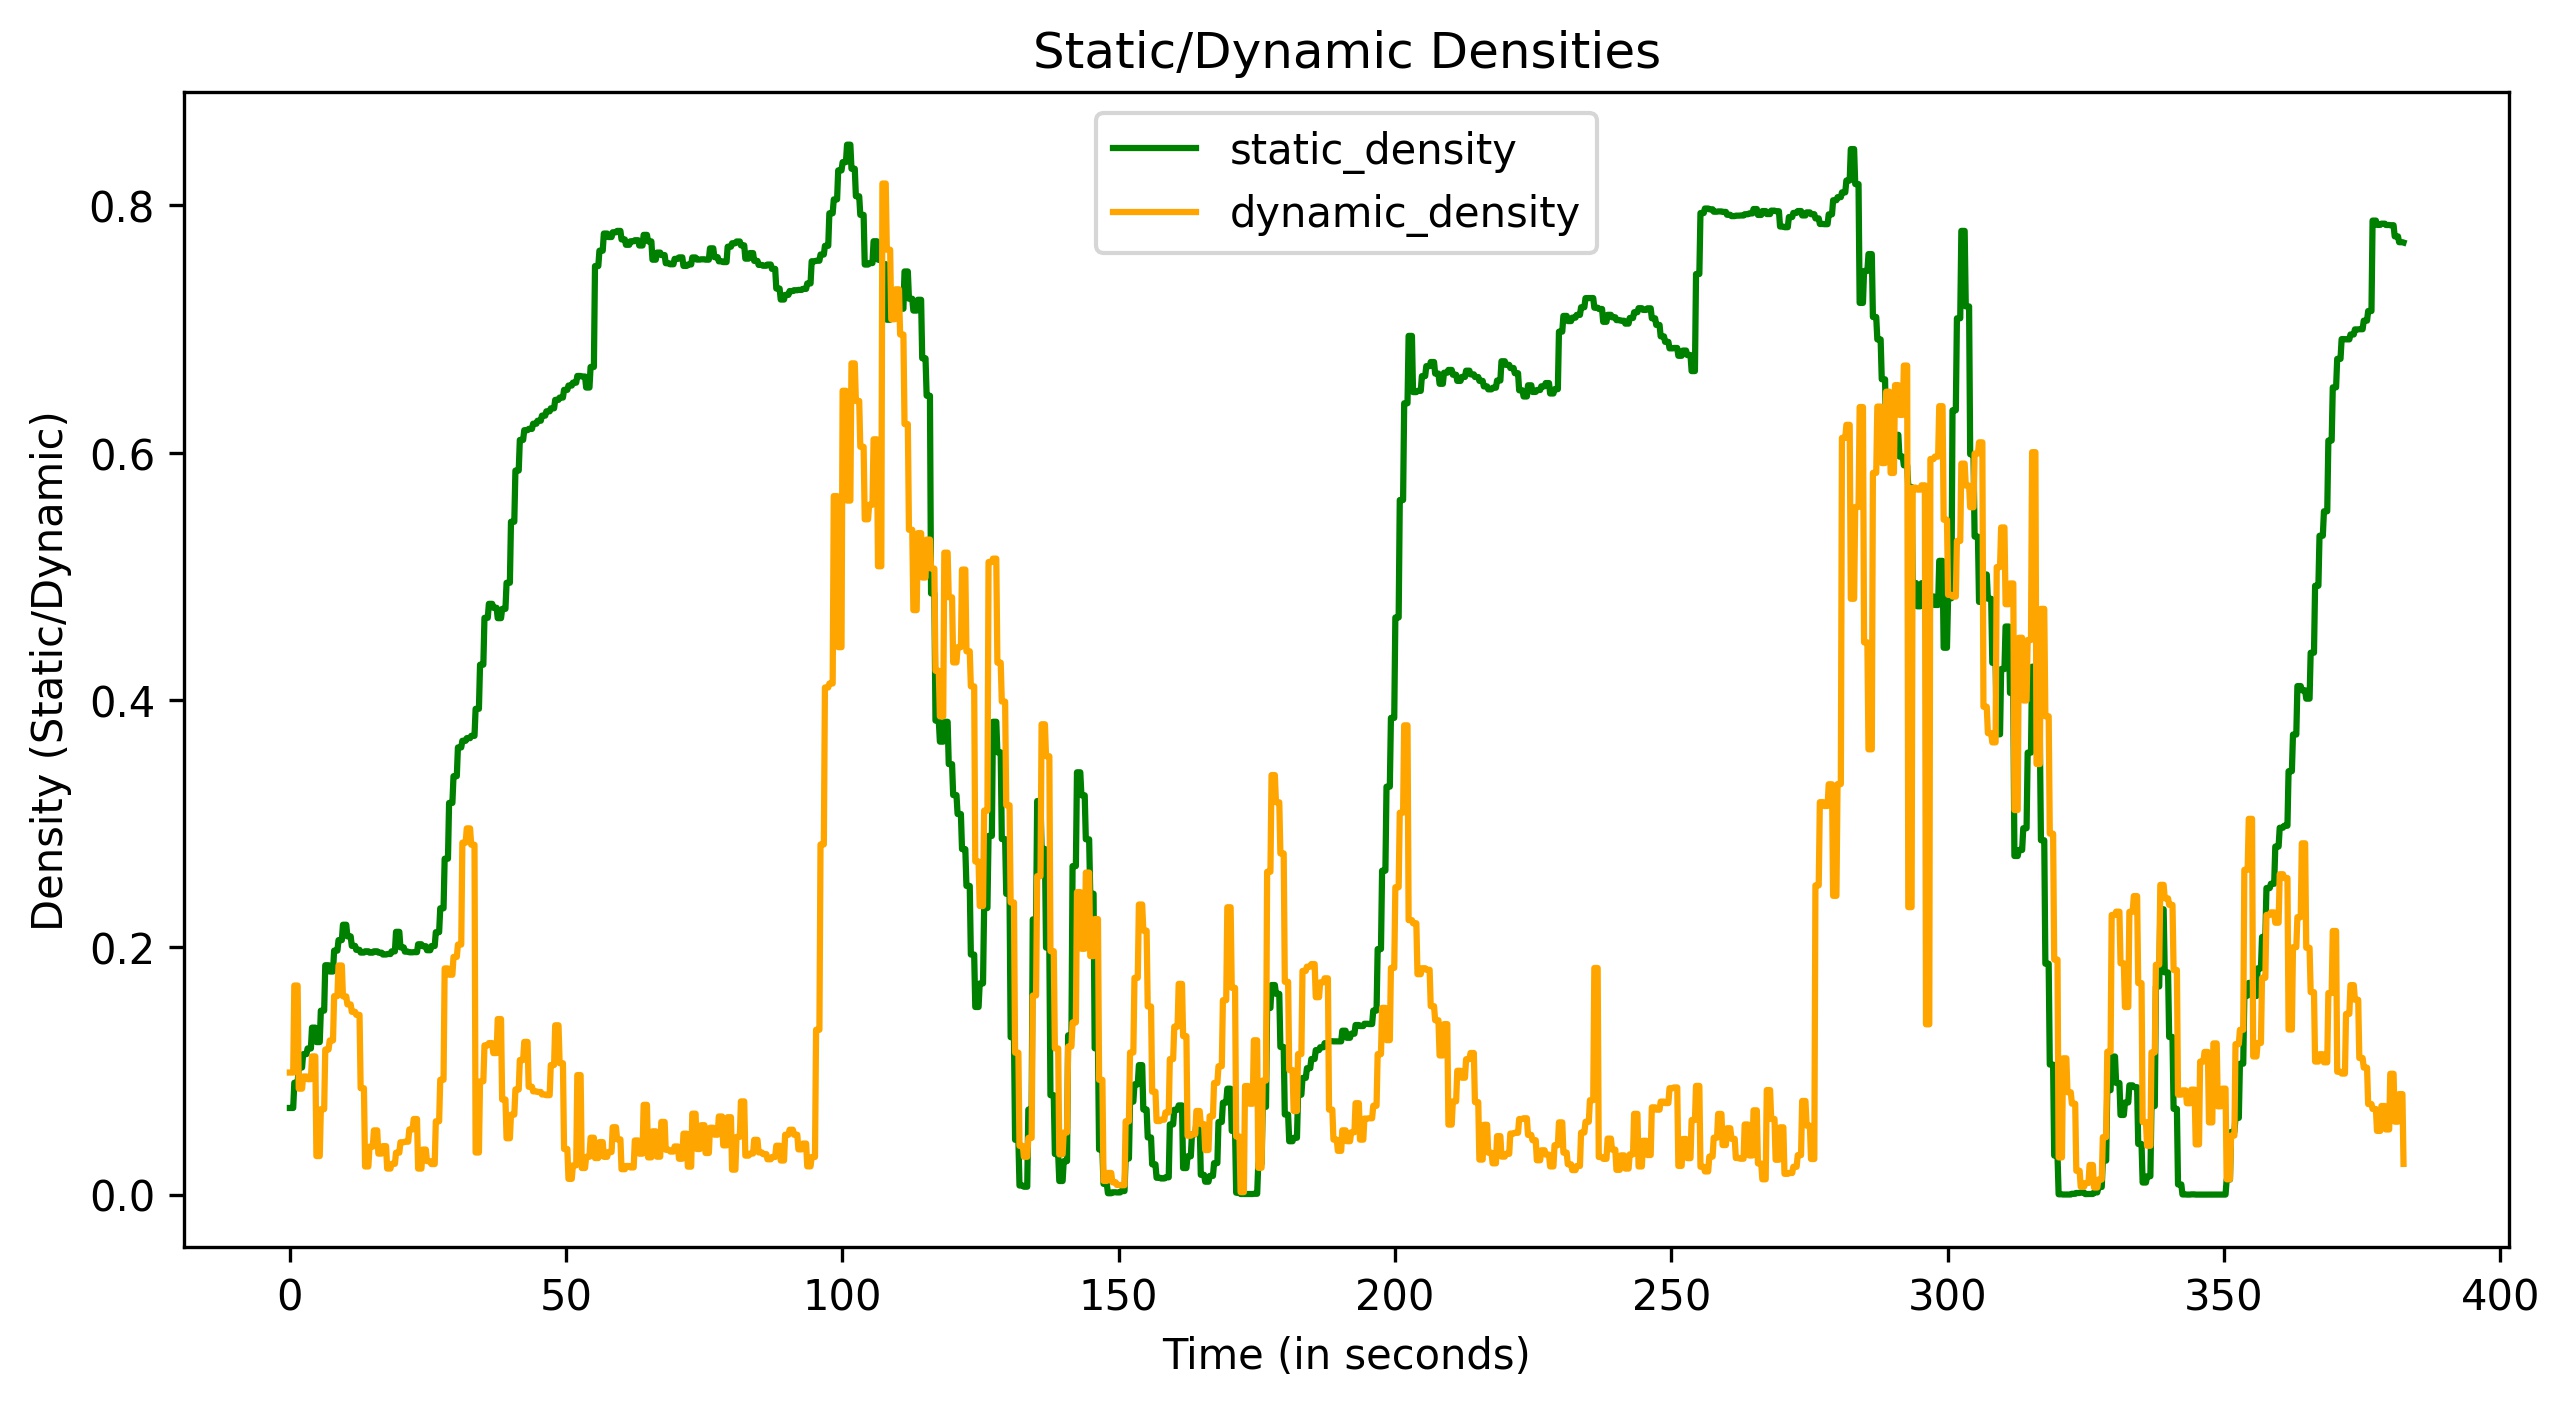 Static/Dynamic Densities
static_density
dynamic_density
Density (Static/Dynamic)
0.8
0.6
0.4
0.2
0.0
0 50 100 150 200 250 300 350 400
Time (in seconds)